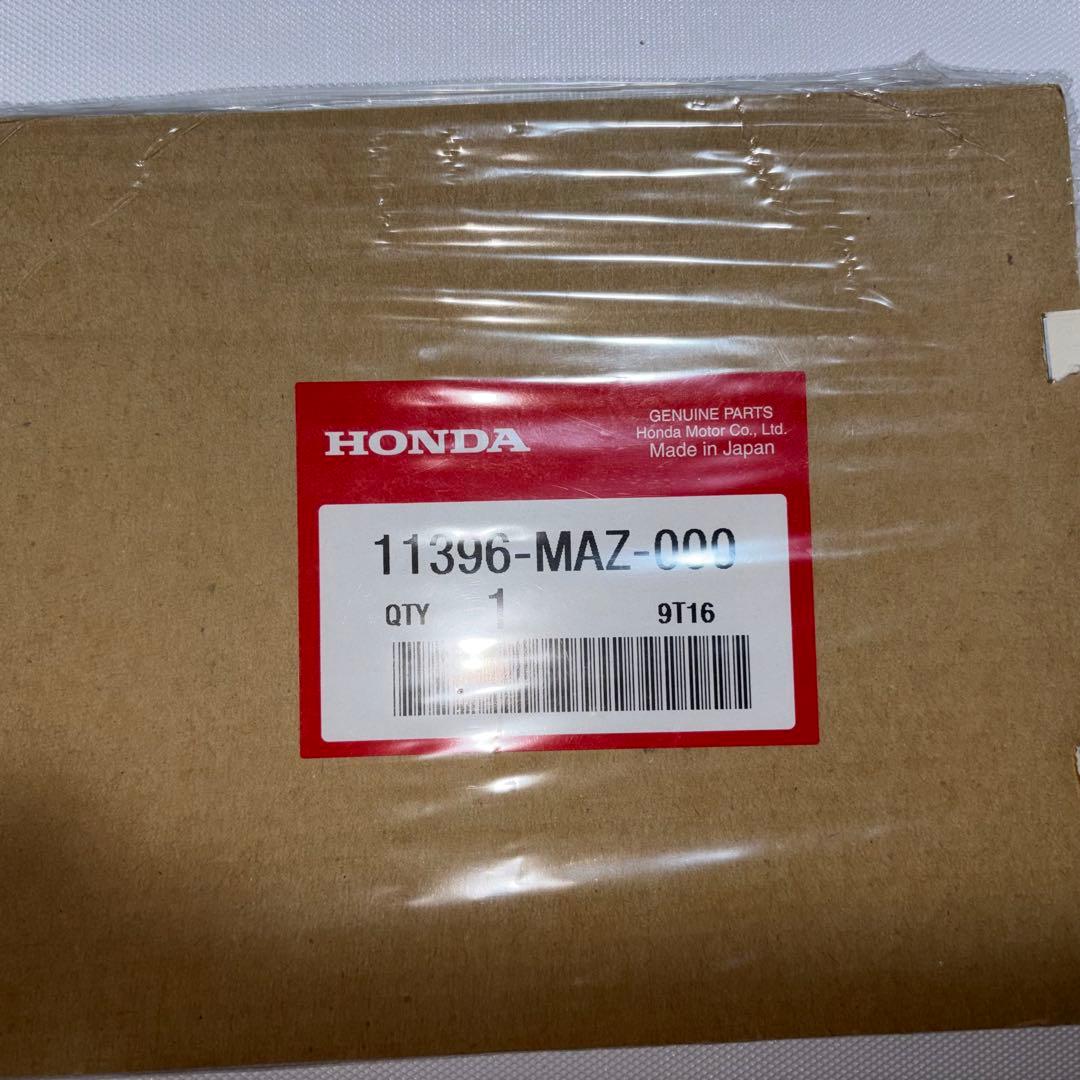 HONDA
GENUINE PARTS
Honda Motor Co., Ltd.
Made in Japan
11396-MAZ-000
QTY 1 9T16